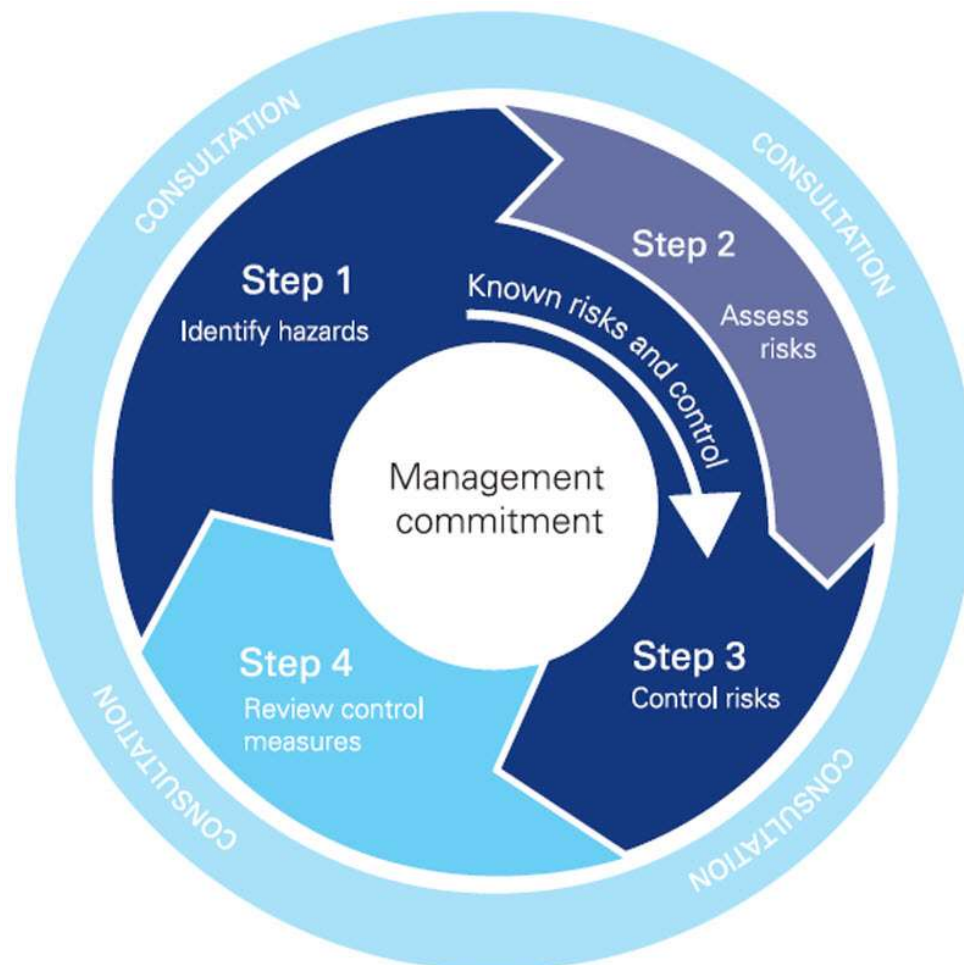 CONSULTATION
CONSULTATION
Step 1
Identify hazards
Step 2
Assess
risks
Known risks and control
Management
commitment
Step 3
Control risks
Step 4
Review control
measures
CONSULTATION
CONSULTATION